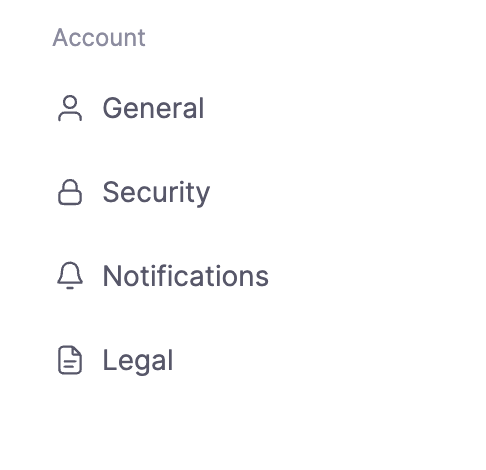 Account
General
Security
Notifications
Legal